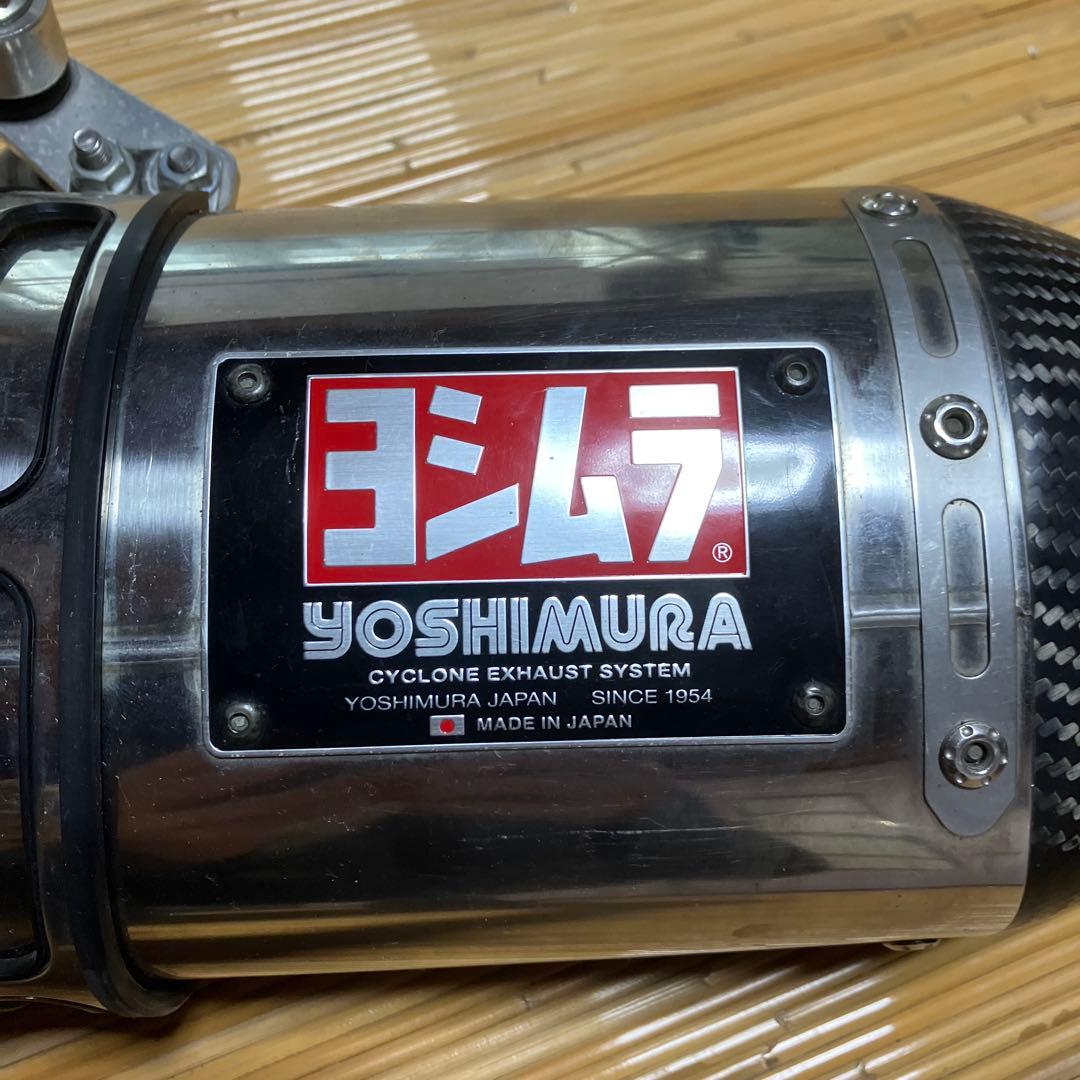 ヨシムラ®
YOSHIMURA
CYCLONE EXHAUST SYSTEM
YOSHIMURA JAPAN SINCE 1954
MADE IN JAPAN